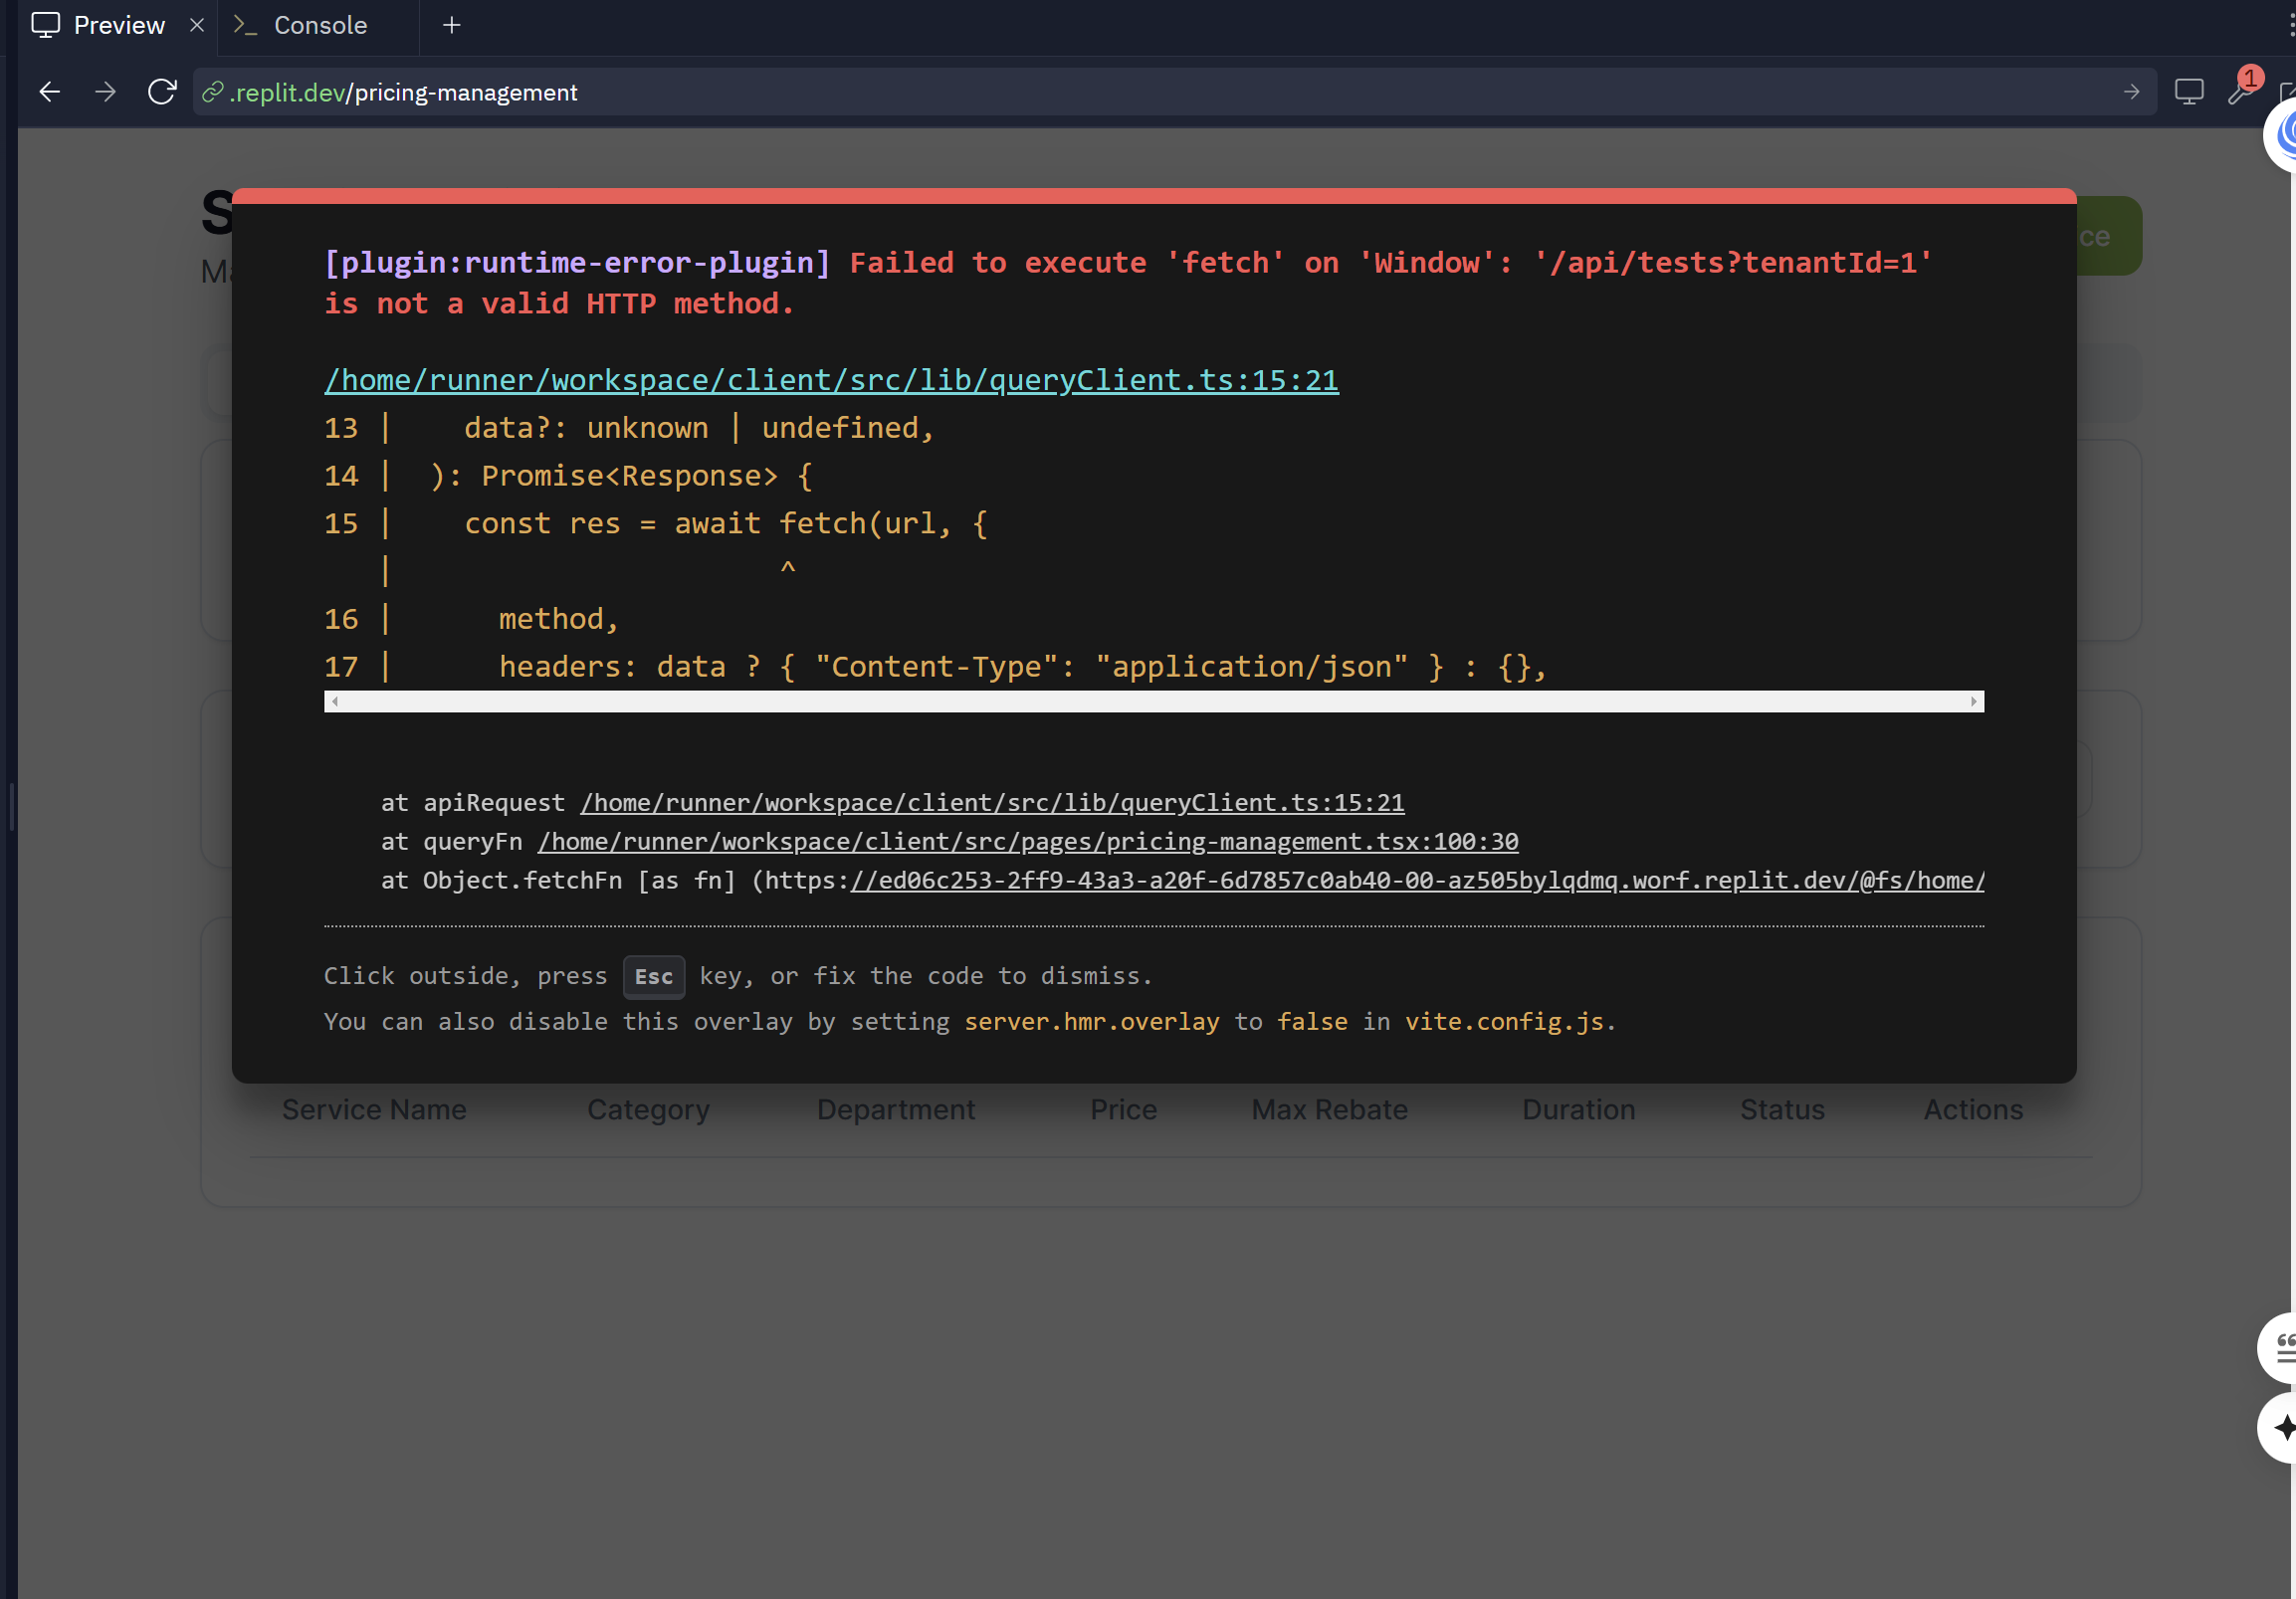 Preview
Console
.replit.dev/pricing-management
1
S
Ma
ce
[plugin:runtime-error-plugin] Failed to execute 'fetch' on 'Window': '/api/tests?tenantId=1'
is not a valid HTTP method.
/home/runner/workspace/client/src/lib/queryClient.ts:15:21
13 |    data?: unknown | undefined,
14 |  ): Promise<Response> {
15 |    const res = await fetch(url, {
   |                      ^
16 |      method,
17 |      headers: data ? { "Content-Type": "application/json" } : {},
at apiRequest /home/runner/workspace/client/src/lib/queryClient.ts:15:21
at queryFn /home/runner/workspace/client/src/pages/pricing-management.tsx:100:30
at Object.fetchFn [as fn] (https://ed06c253-2ff9-43a3-a20f-6d7857c0ab40-00-az505bylqdmq.worf.replit.dev/@fs/home/
Click outside, press Esc key, or fix the code to dismiss.
You can also disable this overlay by setting server.hmr.overlay to false in vite.config.js.
Service Name Category Department Price Max Rebate Duration Status Actions